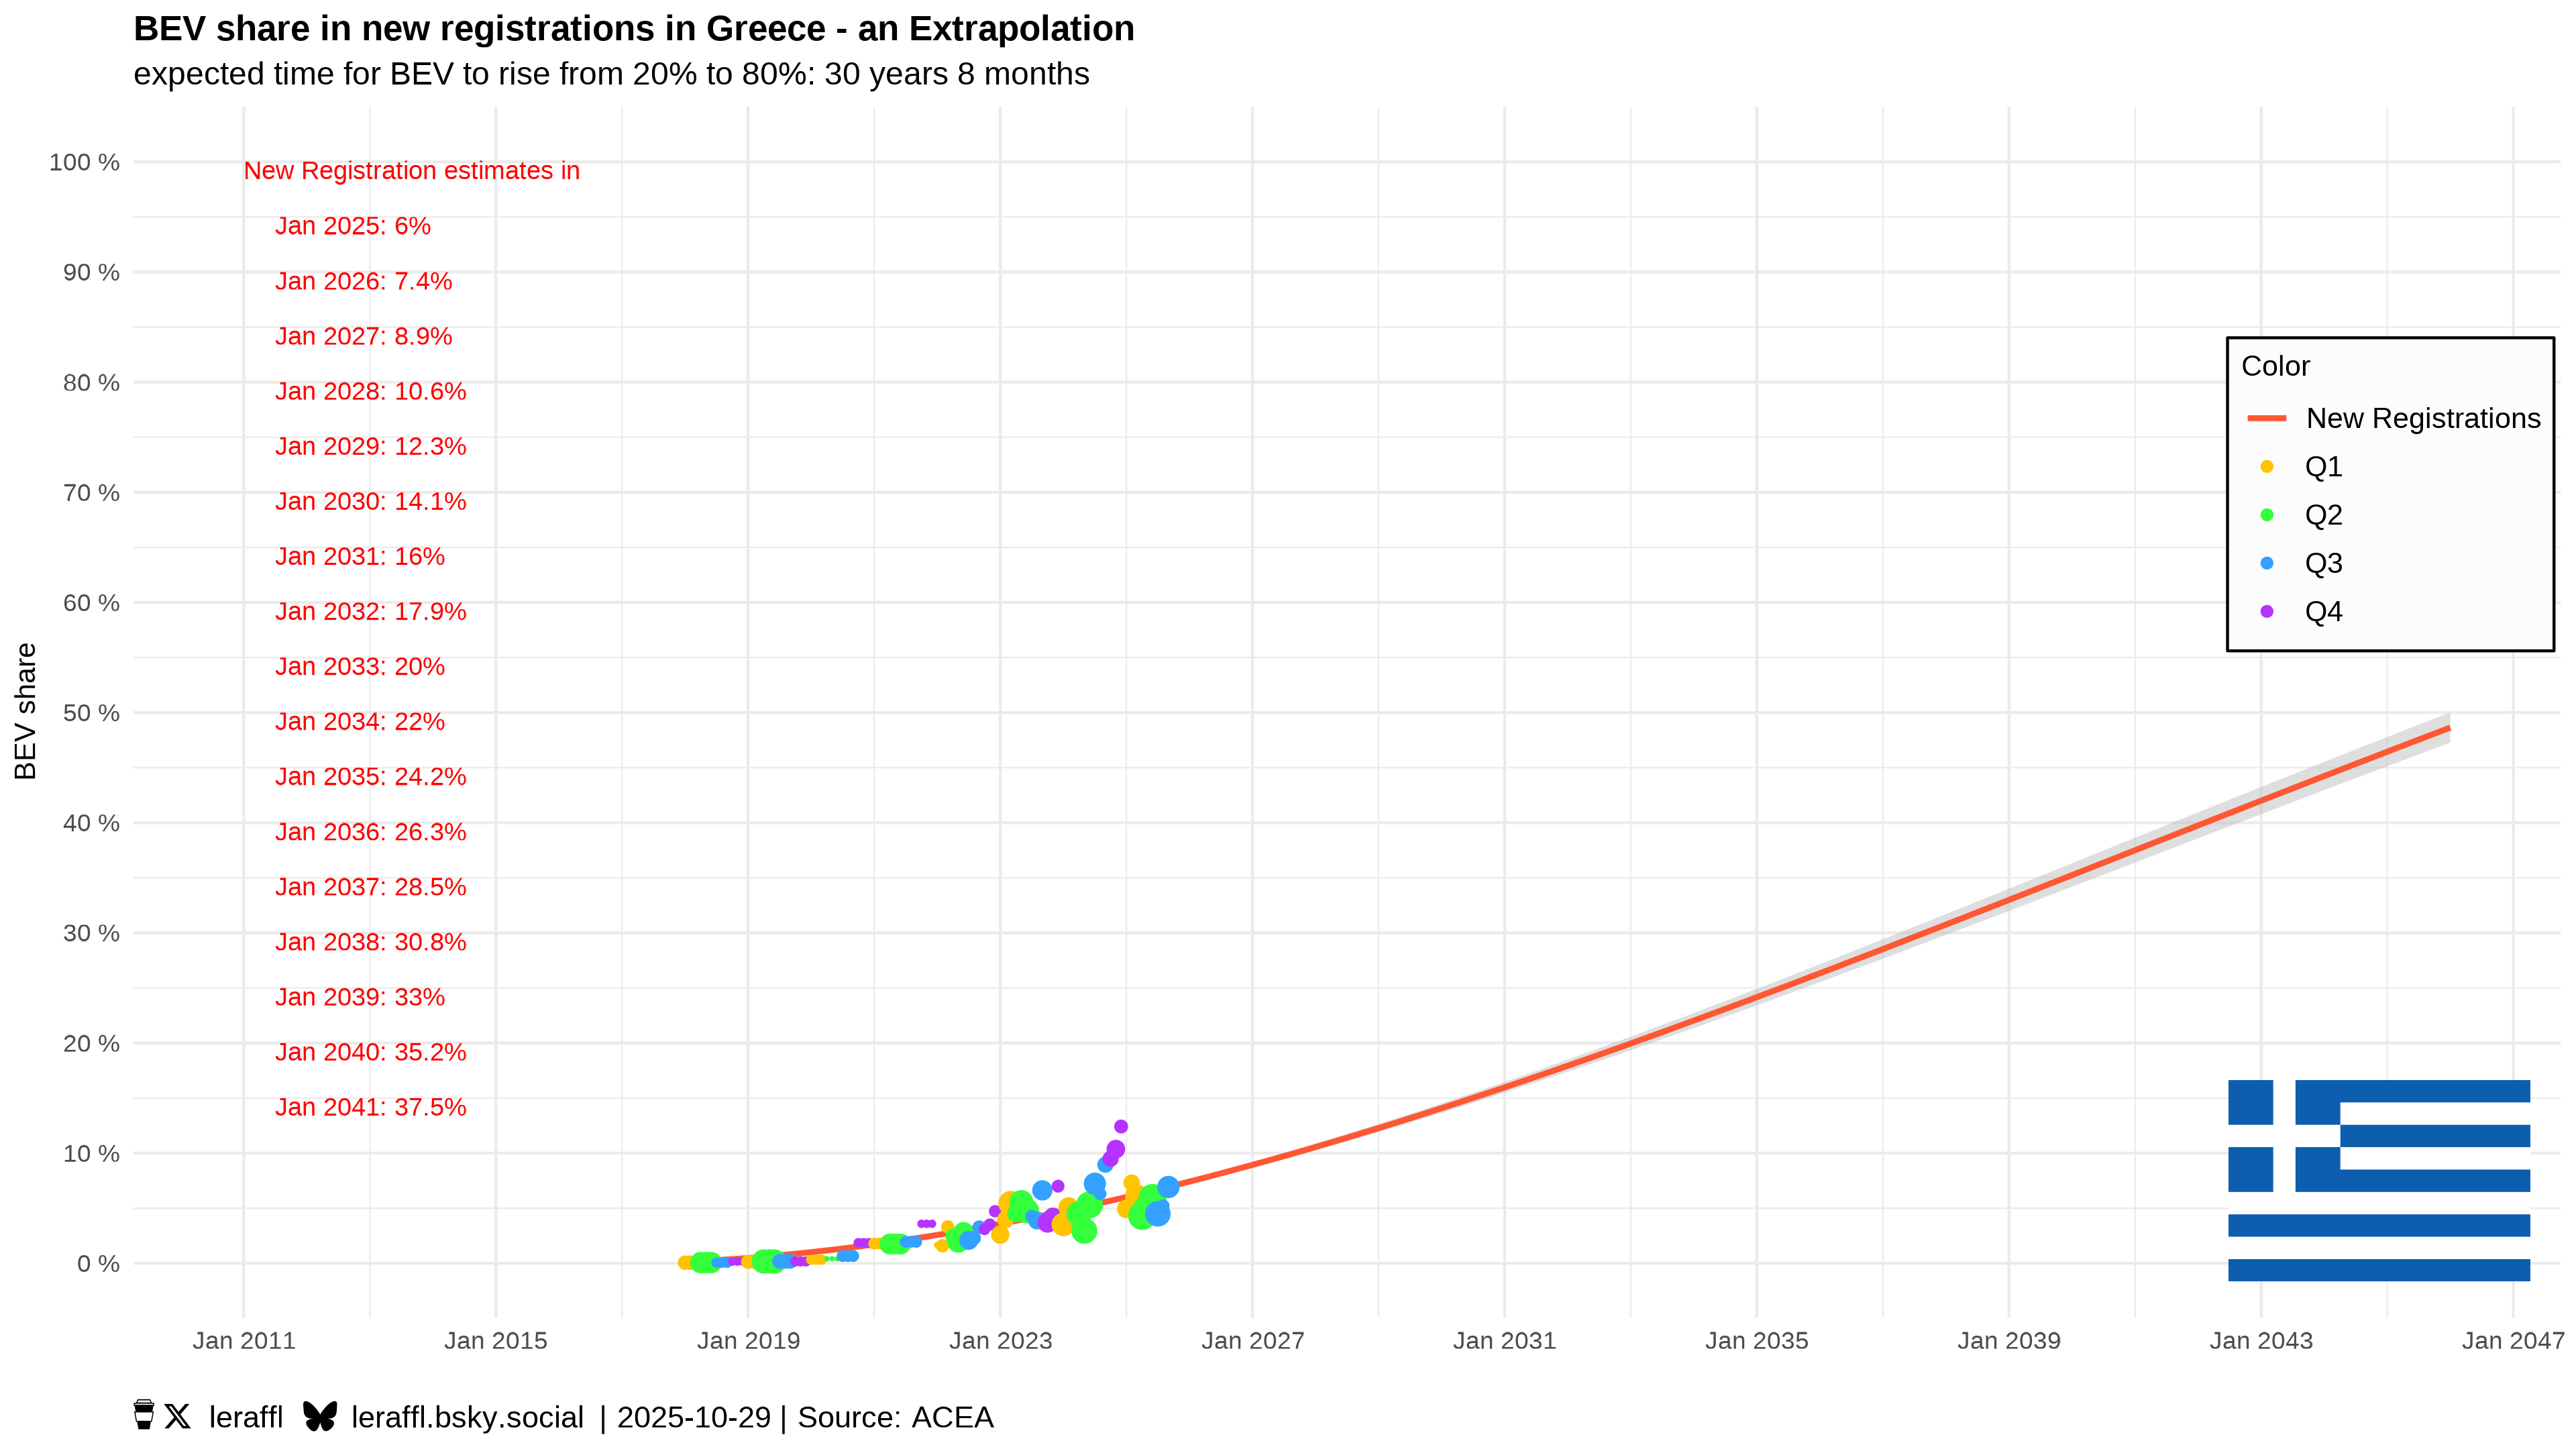 BEV share in new registrations in Greece - an Extrapolation
expected time for BEV to rise from 20% to 80%: 30 years 8 months
BEV share
100 %
90 %
80 %
70 %
60 %
50 %
40 %
30 %
20 %
10 %
0 %
New Registration estimates in
Jan 2025: 6%
Jan 2026: 7.4%
Jan 2027: 8.9%
Jan 2028: 10.6%
Jan 2029: 12.3%
Jan 2030: 14.1%
Jan 2031: 16%
Jan 2032: 17.9%
Jan 2033: 20%
Jan 2034: 22%
Jan 2035: 24.2%
Jan 2036: 26.3%
Jan 2037: 28.5%
Jan 2038: 30.8%
Jan 2039: 33%
Jan 2040: 35.2%
Jan 2041: 37.5%
Color
New Registrations
Q1
Q2
Q3
Q4
Jan 2011 Jan 2015 Jan 2019 Jan 2023 Jan 2027 Jan 2031 Jan 2035 Jan 2039 Jan 2043 Jan 2047
leraffl leraffl.bsky.social | 2025-10-29 | Source: ACEA